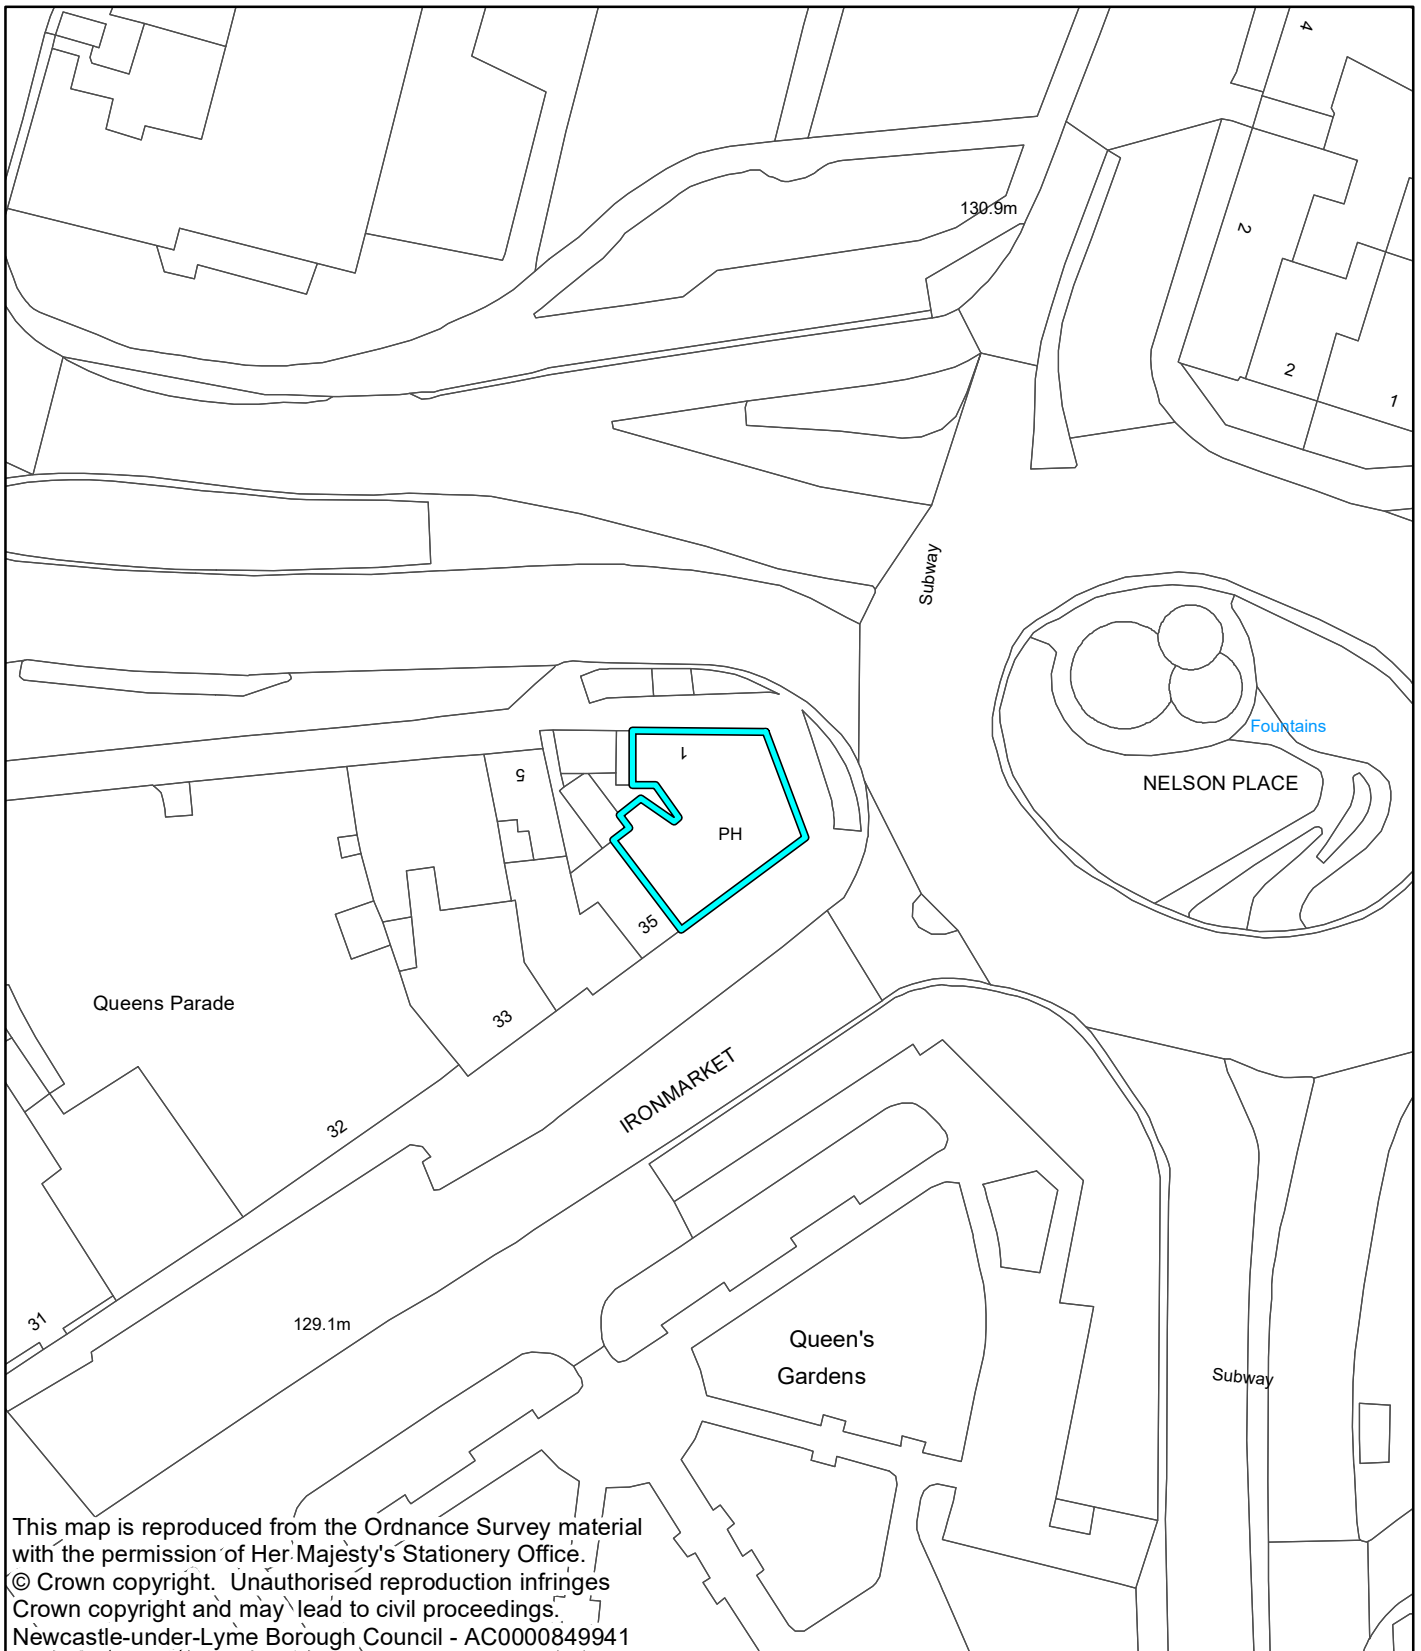 4
130.9m
2
2
1
Subway
Fountains
NELSON PLACE
1
5
PH
35
Queens Parade
33
IRONMARKET
32
31
129.1m
Queen's
Gardens
Subway
This map is reproduced from the Ordnance Survey material
with the permission of Her Majesty's Stationery Office.
© Crown copyright. Unauthorised reproduction infringes
Crown copyright and may lead to civil proceedings.
Newcastle-under-Lyme Borough Council - AC0000849941